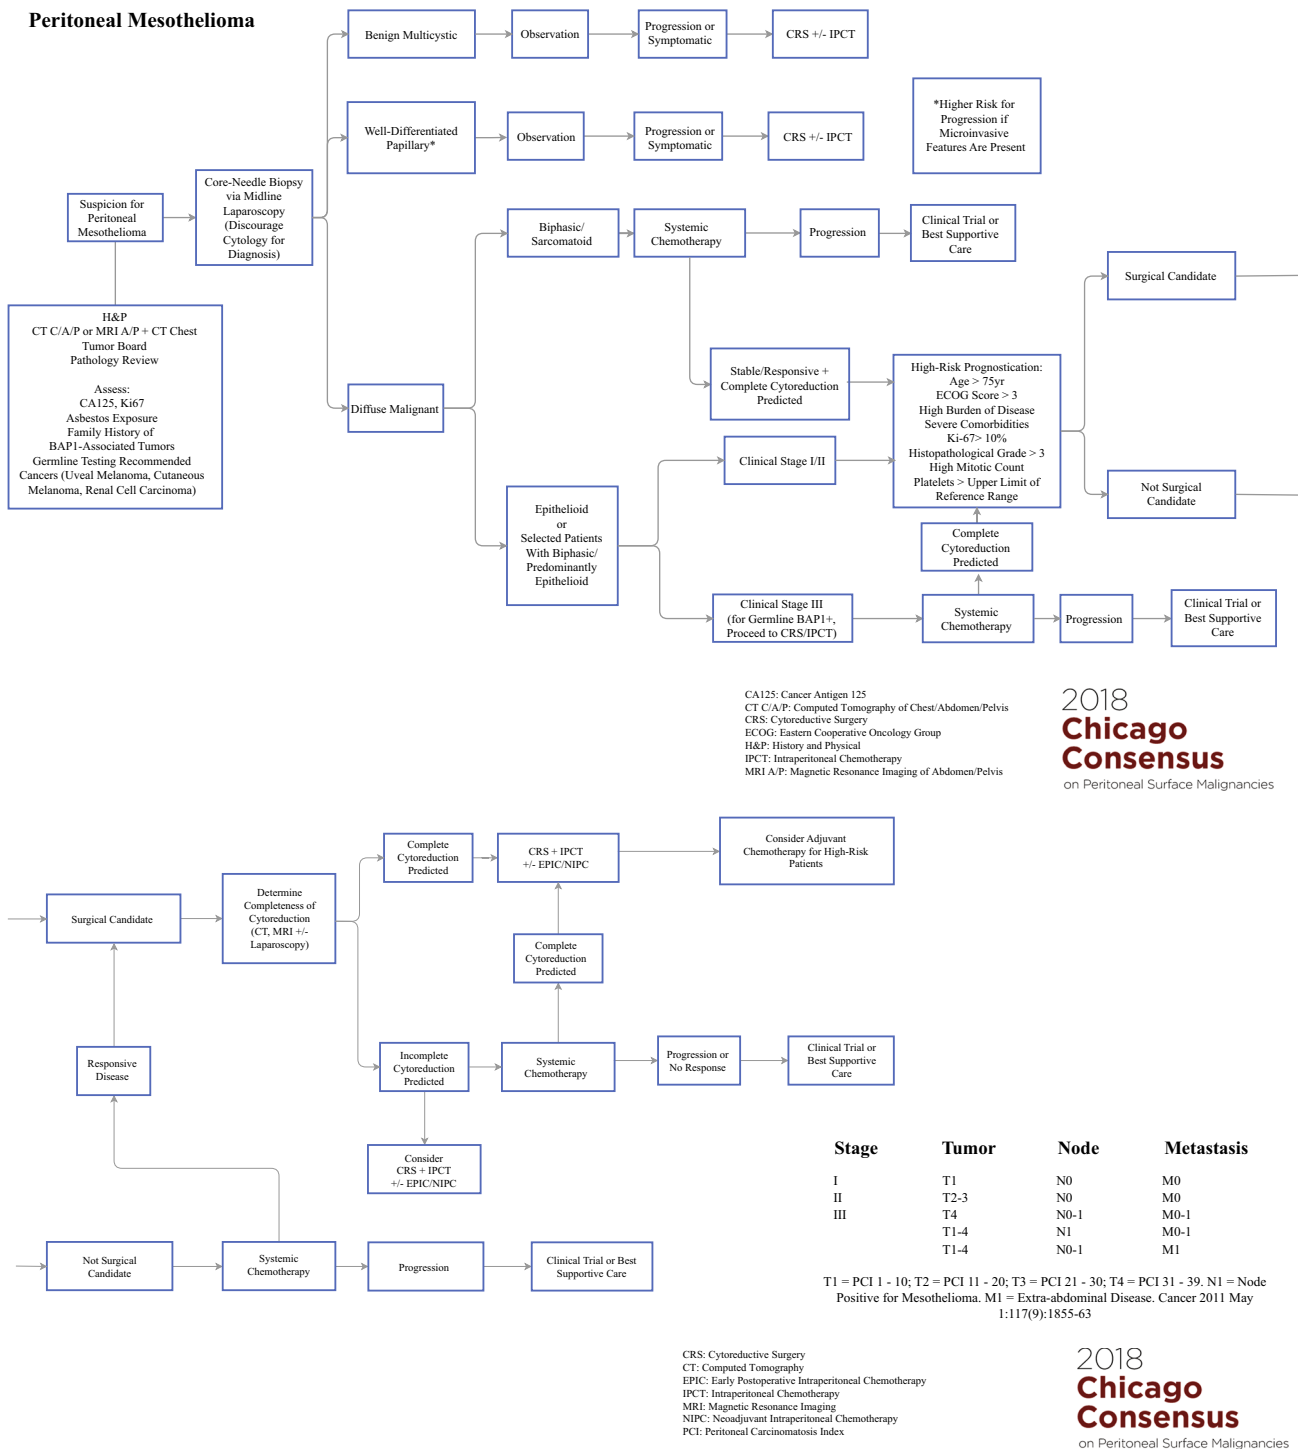 Peritoneal Mesothelioma
Benign Multicystic
Observation
Progression or
Symptomatic
CRS +/- IPCT
Well-Differentiated
Papillary*
Observation
Progression or
Symptomatic
CRS +/- IPCT
*Higher Risk for
Progression if
Microinvasive
Features Are Present
Suspicion for
Peritoneal
Mesothelioma
Core-Needle Biopsy
via Midline
Laparoscopy
(Discourage
Cytology for
Diagnosis)
H&P
CT C/A/P or MRI A/P + CT Chest
Tumor Board
Pathology Review
Assess:
CA125, Ki67
Asbestos Exposure
Family History of
BAP1-Associated Tumors
Germline Testing Recommended
Cancers (Uveal Melanoma, Cutaneous
Melanoma, Renal Cell Carcinoma)
Diffuse Malignant
Biphasic/
Sarcomatoid
Systemic
Chemotherapy
Progression
Clinical Trial or
Best Supportive
Care
Stable/Responsive +
Complete Cytoreduction
Predicted
Clinical Stage I/II
Epithelioid
or
Selected Patients
With Biphasic/
Predominantly
Epithelioid
High-Risk Prognostication:
Age > 75yr
ECOG Score > 3
High Burden of Disease
Severe Comorbidities
Ki-67> 10%
Histopathological Grade > 3
High Mitotic Count
Platelets > Upper Limit of
Reference Range
Surgical Candidate
Not Surgical
Candidate
Complete
Cytoreduction
Predicted
Clinical Stage III
(for Germline BAP1+,
Proceed to CRS/IPCT)
Systemic
Chemotherapy
Progression
Clinical Trial or
Best Supportive
Care
CA125: Cancer Antigen 125
CT C/A/P: Computed Tomography of Chest/Abdomen/Pelvis
CRS: Cytoreductive Surgery
ECOG: Eastern Cooperative Oncology Group
H&P: History and Physical
IPCT: Intraperitoneal Chemotherapy
MRI A/P: Magnetic Resonance Imaging of Abdomen/Pelvis
2018
Chicago
Consensus
on Peritoneal Surface Malignancies
Surgical Candidate
Determine
Completeness of
Cytoreduction
(CT, MRI +/-
Laparoscopy)
Complete
Cytoreduction
Predicted
CRS + IPCT
+/- EPIC/NIPC
Consider Adjuvant
Chemotherapy for High-Risk
Patients
Complete
Cytoreduction
Predicted
Responsive
Disease
Incomplete
Cytoreduction
Predicted
Systemic
Chemotherapy
Progression or
No Response
Clinical Trial or
Best Supportive
Care
Consider
CRS + IPCT
+/- EPIC/NIPC
Not Surgical
Candidate
Systemic
Chemotherapy
Progression
Clinical Trial or Best
Supportive Care
Stage Tumor Node Metastasis
I T1 N0 M0
II T2-3 N0 M0
III T4 N0-1 M0-1
T1-4 N1 M0-1
T1-4 N0-1 M1
T1 = PCI 1 - 10; T2 = PCI 11 - 20; T3 = PCI 21 - 30; T4 = PCI 31 - 39. N1 = Node
Positive for Mesothelioma. M1 = Extra-abdominal Disease. Cancer 2011 May
1:117(9):1855-63
CRS: Cytoreductive Surgery
CT: Computed Tomography
EPIC: Early Postoperative Intraperitoneal Chemotherapy
IPCT: Intraperitoneal Chemotherapy
MRI: Magnetic Resonance Imaging
NIPC: Neoadjuvant Intraperitoneal Chemotherapy
PCI: Peritoneal Carcinomatosis Index
2018
Chicago
Consensus
on Peritoneal Surface Malignancies